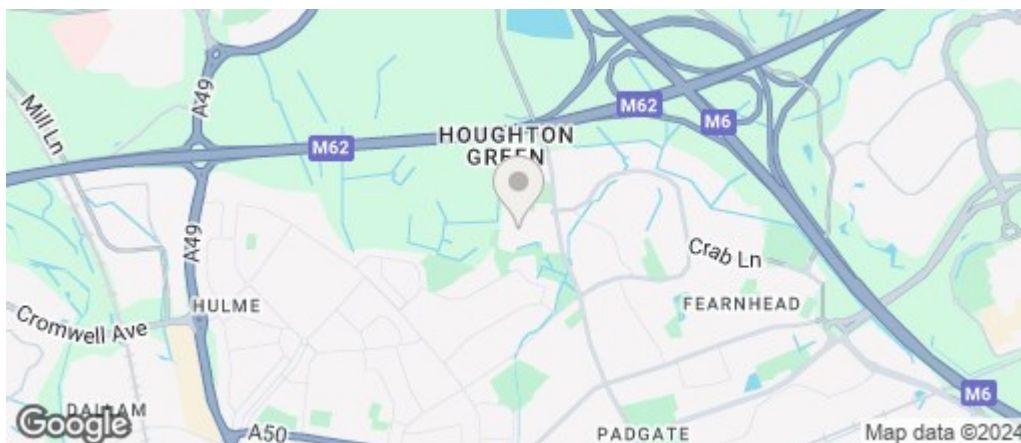 A49
Mill Ln
M62
M6
M62
HOUGHTON
GREEN
A49
Crab Ln
HULME
FEARNHEAD
Cromwell Ave
M6
DALLAM
A50
PADGATE
Google
Map data ©2024